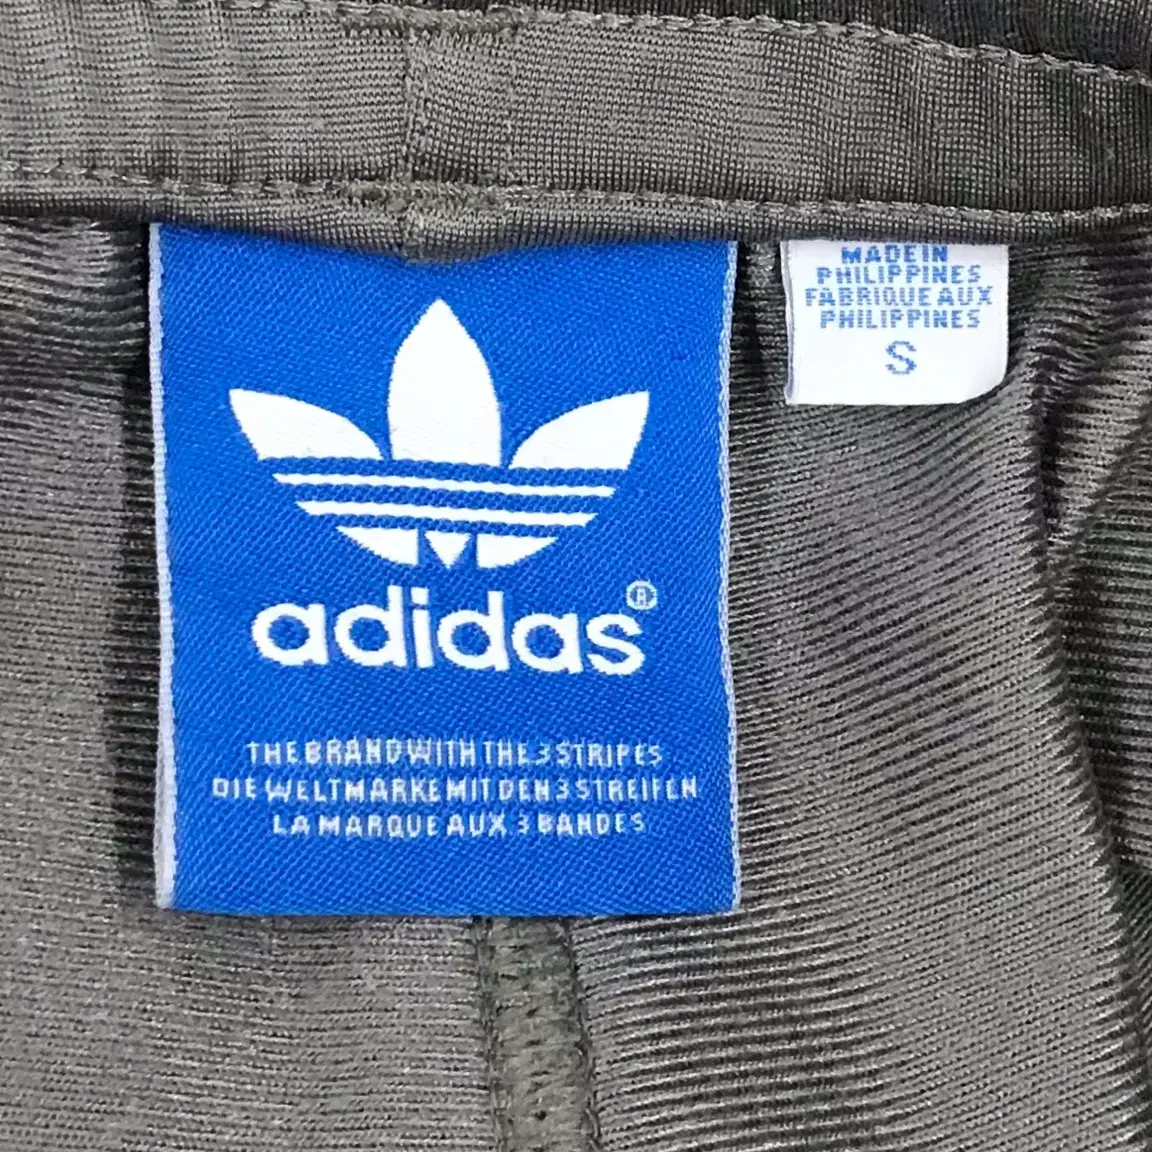 adidas®
THE BRAND WITH THE 3 STRIPES
DIE WELTMARKE MIT DEN 3 STREIFEN
LA MARQUE AUX 3 BANDES
MADE IN
PHILIPPINES
FABRIQUE AUX
PHILIPPINES
S